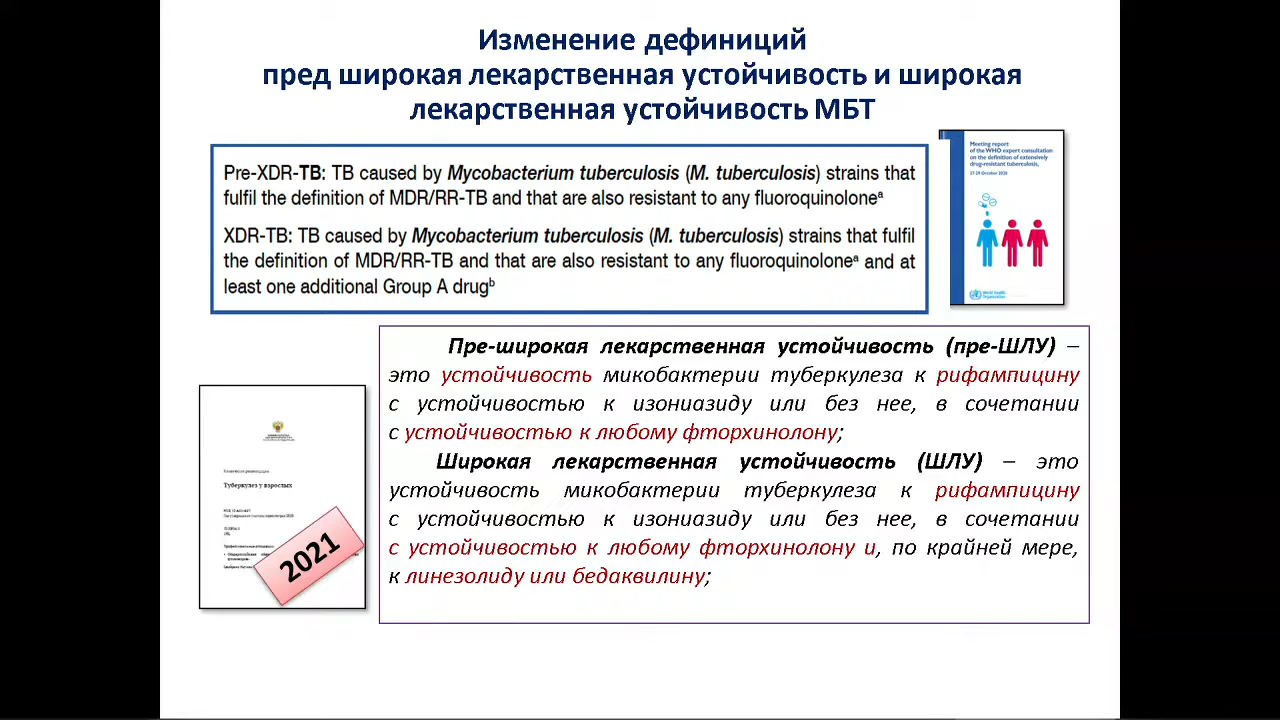 Изменение дефиниций
пред широкая лекарственная устойчивость и широкая
лекарственная устойчивость МБТ
Pre-XDR-TB: TB caused by Mycobacterium tuberculosis (M. tuberculosis) strains that
fulfil the definition of MDR/RR-TB and that are also resistant to any fluoroquinoloneª
XDR-TB: TB caused by Mycobacterium tuberculosis (M. tuberculosis) strains that fulfil
the definition of MDR/RR-TB and that are also resistant to any fluoroquinoloneª and at
least one additional Group A drugᵇ
Meeting report
of the WHO expert consultation
on the definition of extensively
drug-resistant tuberculosis,
27-29 October 2020
World Health
Organization
Пре-широкая лекарственная устойчивость (пре-ШЛУ) –
это устойчивость микобактерии туберкулеза к рифампицину
с устойчивостью к изониазиду или без нее, в сочетании
с устойчивостью к любому фторхинолону;
Широкая лекарственная устойчивость (ШЛУ) – это
устойчивость микобактерии туберкулеза к рифампицину
с устойчивостью к изониазиду или без нее, в сочетании
с устойчивостью к любому фторхинолону и, по крайней мере,
к линезолиду или бедаквилину;
Туберкулез у взрослых
2021